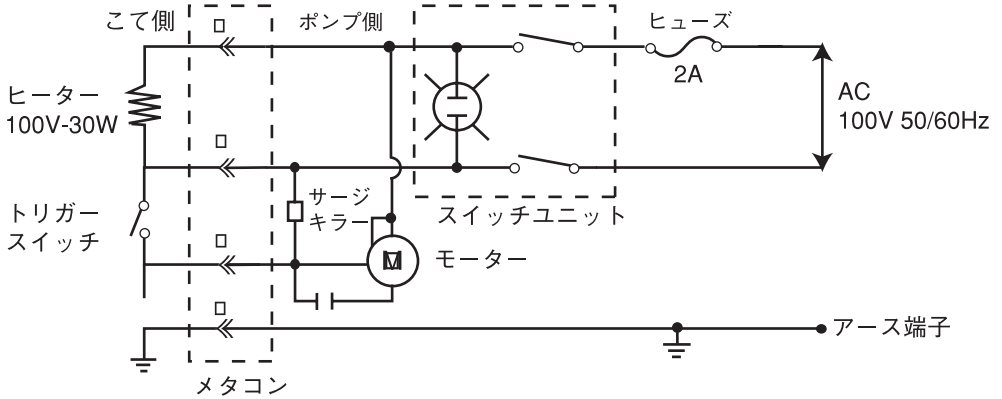 こて側
□
ポンプ側
ヒューズ
2A
ヒーター
100V-30W
AC
100V 50/60Hz
□
サージ
キラー
スイッチユニット
トリガー
スイッチ
□
M
モーター
□
アース端子
メタコン